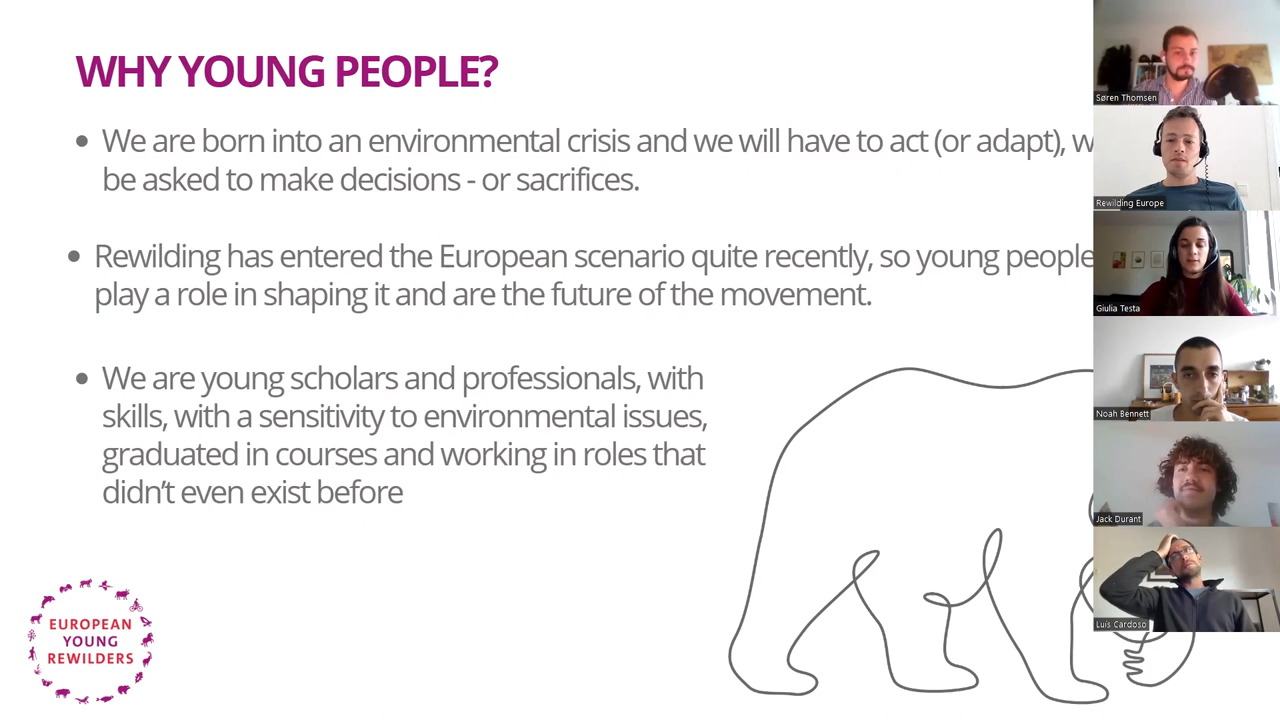 WHY YOUNG PEOPLE?
We are born into an environmental crisis and we will have to act (or adapt),
be asked to make decisions - or sacrifices.
Rewilding has entered the European scenario quite recently, so young people
play a role in shaping it and are the future of the movement.
We are young scholars and professionals, with
skills, with a sensitivity to environmental issues,
graduated in courses and working in roles that
didn't even exist before
EUROPEAN
YOUNG
REWILDERS
Søren Thomsen
Rewilding Europe
Giulia Testa
Noah Bennett
Jack Durant
Luís Cardoso